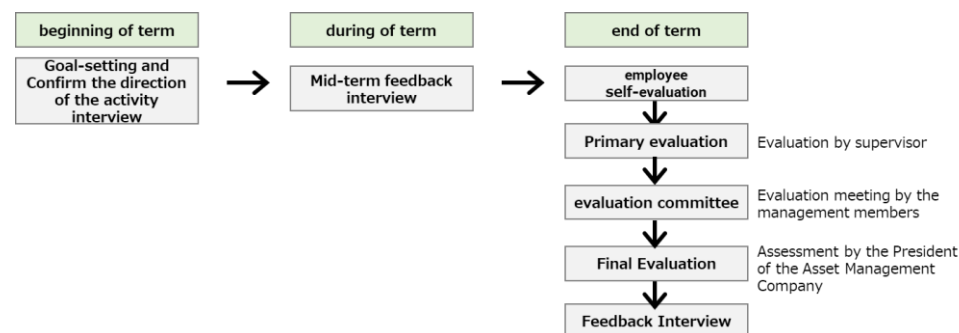 beginning of term
Goal-setting and
Confirm the direction
of the activity
interview
during of term
Mid-term feedback
interview
end of term
employee
self-evaluation
Primary evaluation
Evaluation by supervisor
evaluation committee
Evaluation meeting by the
management members
Final Evaluation
Assessment by the President
of the Asset Management
Company
Feedback Interview